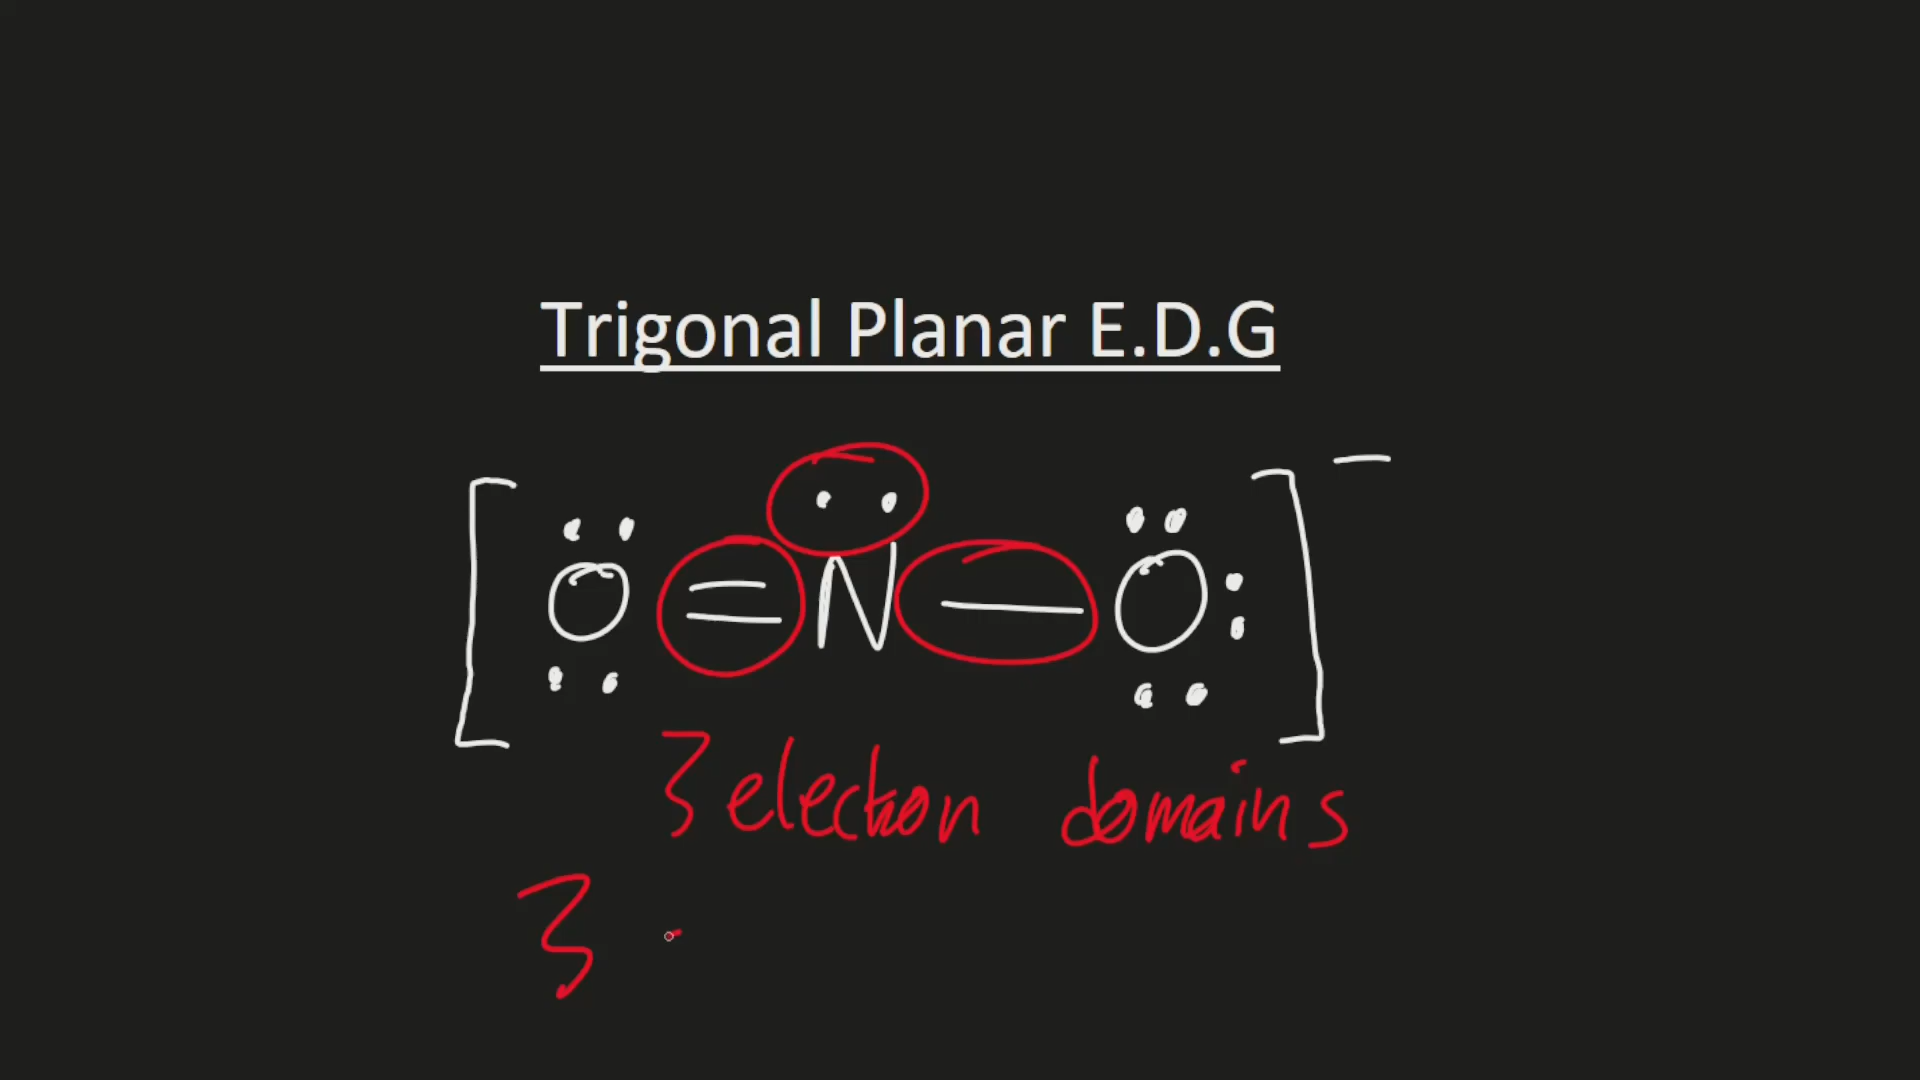 Trigonal Planar E.D.G
[O=N—O:]⁻
3 electron domains
3